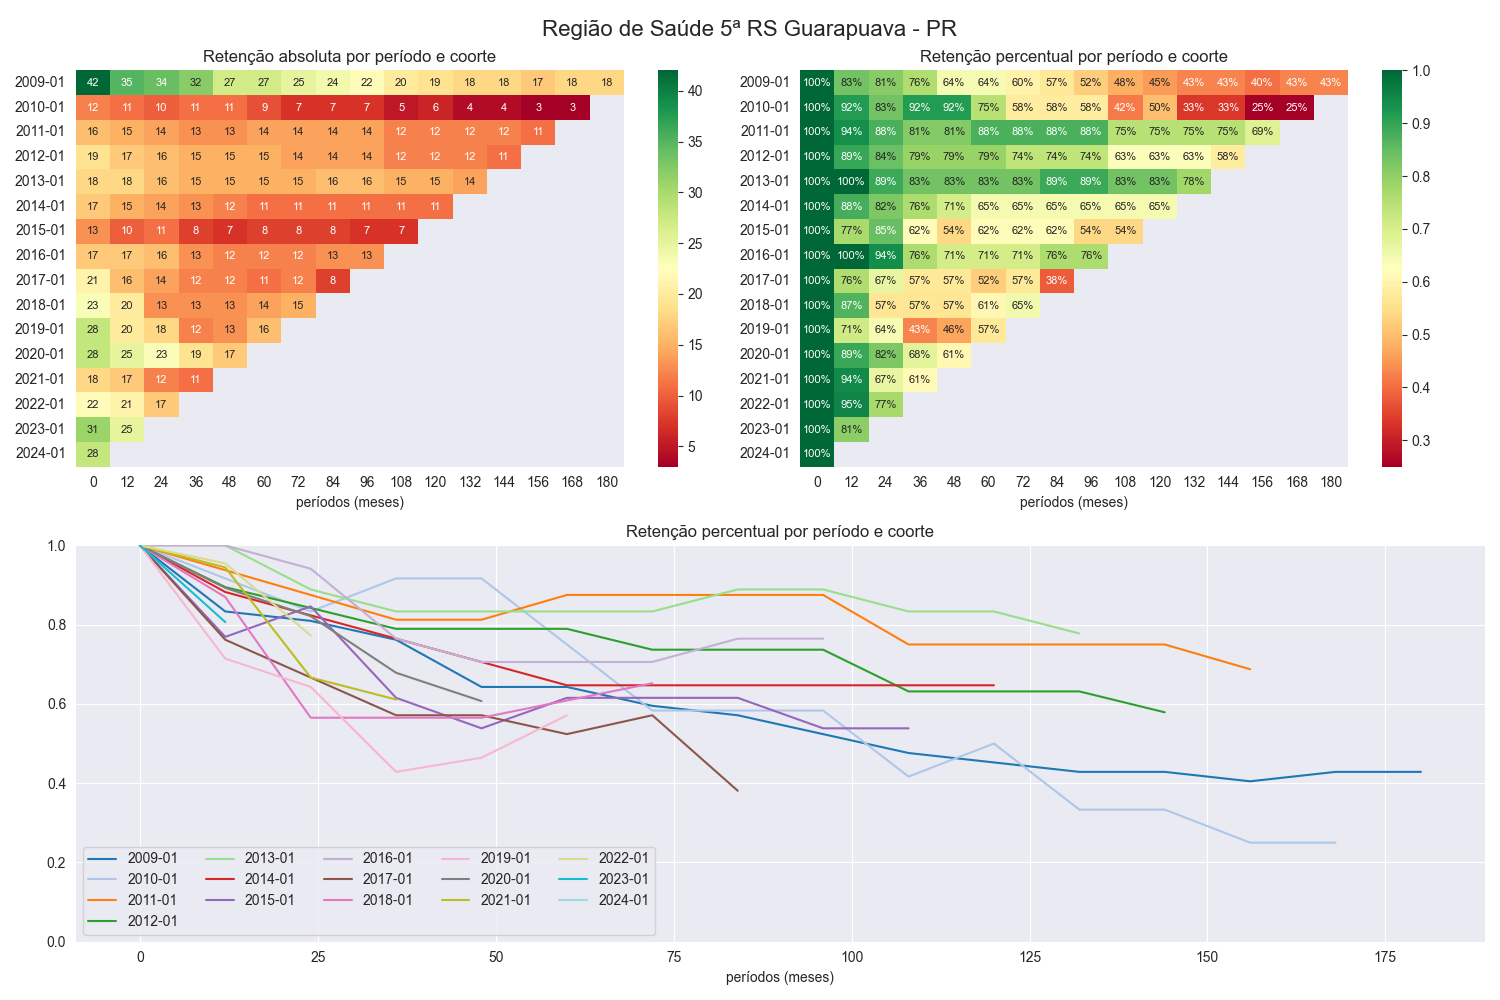 Região de Saúde 5ª RS Guarapuava - PR
Retenção absoluta por período e coorte
2009-01 42 35 34 32 27 27 25 24 22 20 19 18 18 17 18 18
2010-01 12 11 10 11 11 9 7 7 7 5 6 4 4 3 3
2011-01 16 15 14 13 13 14 14 14 14 12 12 12 12 11
2012-01 19 17 16 15 15 15 14 14 14 12 12 12 11
2013-01 18 18 16 15 15 15 15 16 16 15 15 14
2014-01 17 15 14 13 12 11 11 11 11 11 11
2015-01 13 10 11 8 7 8 8 8 7 7
2016-01 17 17 16 13 12 12 12 13 13
2017-01 21 16 14 12 12 11 12 8
2018-01 23 20 13 13 13 14 15
2019-01 28 20 18 12 13 16
2020-01 28 25 23 19 17
2021-01 18 17 12 11
2022-01 22 21 17
2023-01 31 25
2024-01 28
0 12 24 36 48 60 72 84 96 108 120 132 144 156 168 180
períodos (meses)
40
35
30
25
20
15
10
5
Retenção percentual por período e coorte
2009-01 100% 83% 81% 76% 64% 64% 60% 57% 52% 48% 45% 43% 43% 40% 43% 43%
2010-01 100% 92% 83% 92% 92% 75% 58% 58% 58% 42% 50% 33% 33% 25% 25%
2011-01 100% 94% 88% 81% 81% 88% 88% 88% 88% 75% 75% 75% 75% 69%
2012-01 100% 89% 84% 79% 79% 79% 74% 74% 74% 63% 63% 63% 58%
2013-01 100% 100% 89% 83% 83% 83% 83% 89% 89% 83% 83% 78%
2014-01 100% 88% 82% 76% 71% 65% 65% 65% 65% 65% 65%
2015-01 100% 77% 85% 62% 54% 62% 62% 62% 54% 54%
2016-01 100% 100% 94% 76% 71% 71% 71% 76% 76%
2017-01 100% 76% 67% 57% 57% 52% 57% 38%
2018-01 100% 87% 57% 57% 57% 61% 65%
2019-01 100% 71% 64% 43% 46% 57%
2020-01 100% 89% 82% 68% 61%
2021-01 100% 94% 67% 61%
2022-01 100% 95% 77%
2023-01 100% 81%
2024-01 100%
0 12 24 36 48 60 72 84 96 108 120 132 144 156 168 180
períodos (meses)
1.0
0.9
0.8
0.7
0.6
0.5
0.4
0.3
Retenção percentual por período e coorte
1.0
0.8
0.6
0.4
0.2
0.0
2009-01 2013-01 2016-01 2019-01 2022-01
2010-01 2014-01 2017-01 2020-01 2023-01
2011-01 2015-01 2018-01 2021-01 2024-01
2012-01
0 25 50 75 100 125 150 175
períodos (meses)